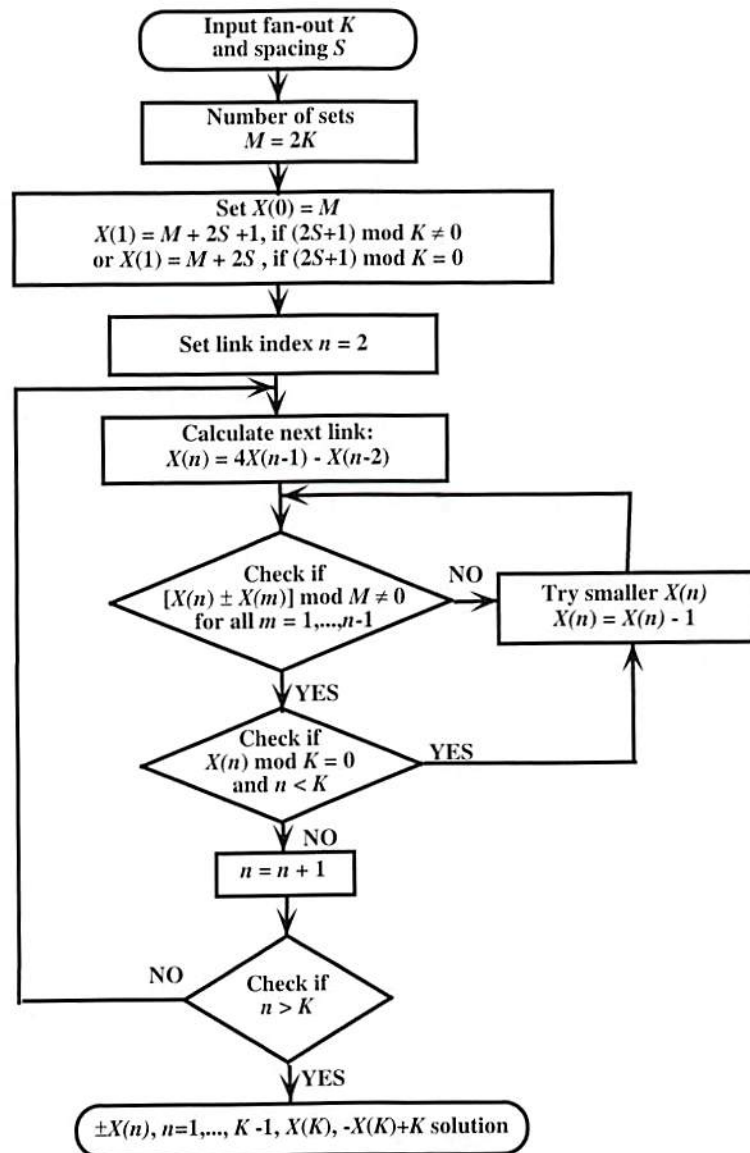 Input fan-out K
and spacing S
Number of sets
M = 2K
Set X(0) = M
X(1) = M + 2S +1, if (2S+1) mod K ≠ 0
or X(1) = M + 2S , if (2S+1) mod K = 0
Set link index n = 2
Calculate next link:
X(n) = 4X(n-1) - X(n-2)
Check if
[X(n) ± X(m)] mod M ≠ 0
for all m = 1,...,n-1
NO
Try smaller X(n)
X(n) = X(n) - 1
YES
Check if
X(n) mod K = 0
and n < K
YES
NO
n = n + 1
NO
Check if
n > K
YES
±X(n), n=1,..., K -1, X(K), -X(K)+K solution